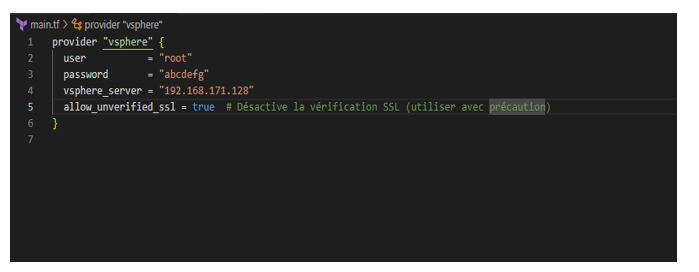 main.tf > provider "vsphere"
1 provider "vsphere" {
2 user = "root"
3 password = "abcdefg"
4 vsphere_server = "192.168.171.128"
5 allow_unverified_ssl = true # Désactive la vérification SSL (utiliser avec précaution)
6 }
7